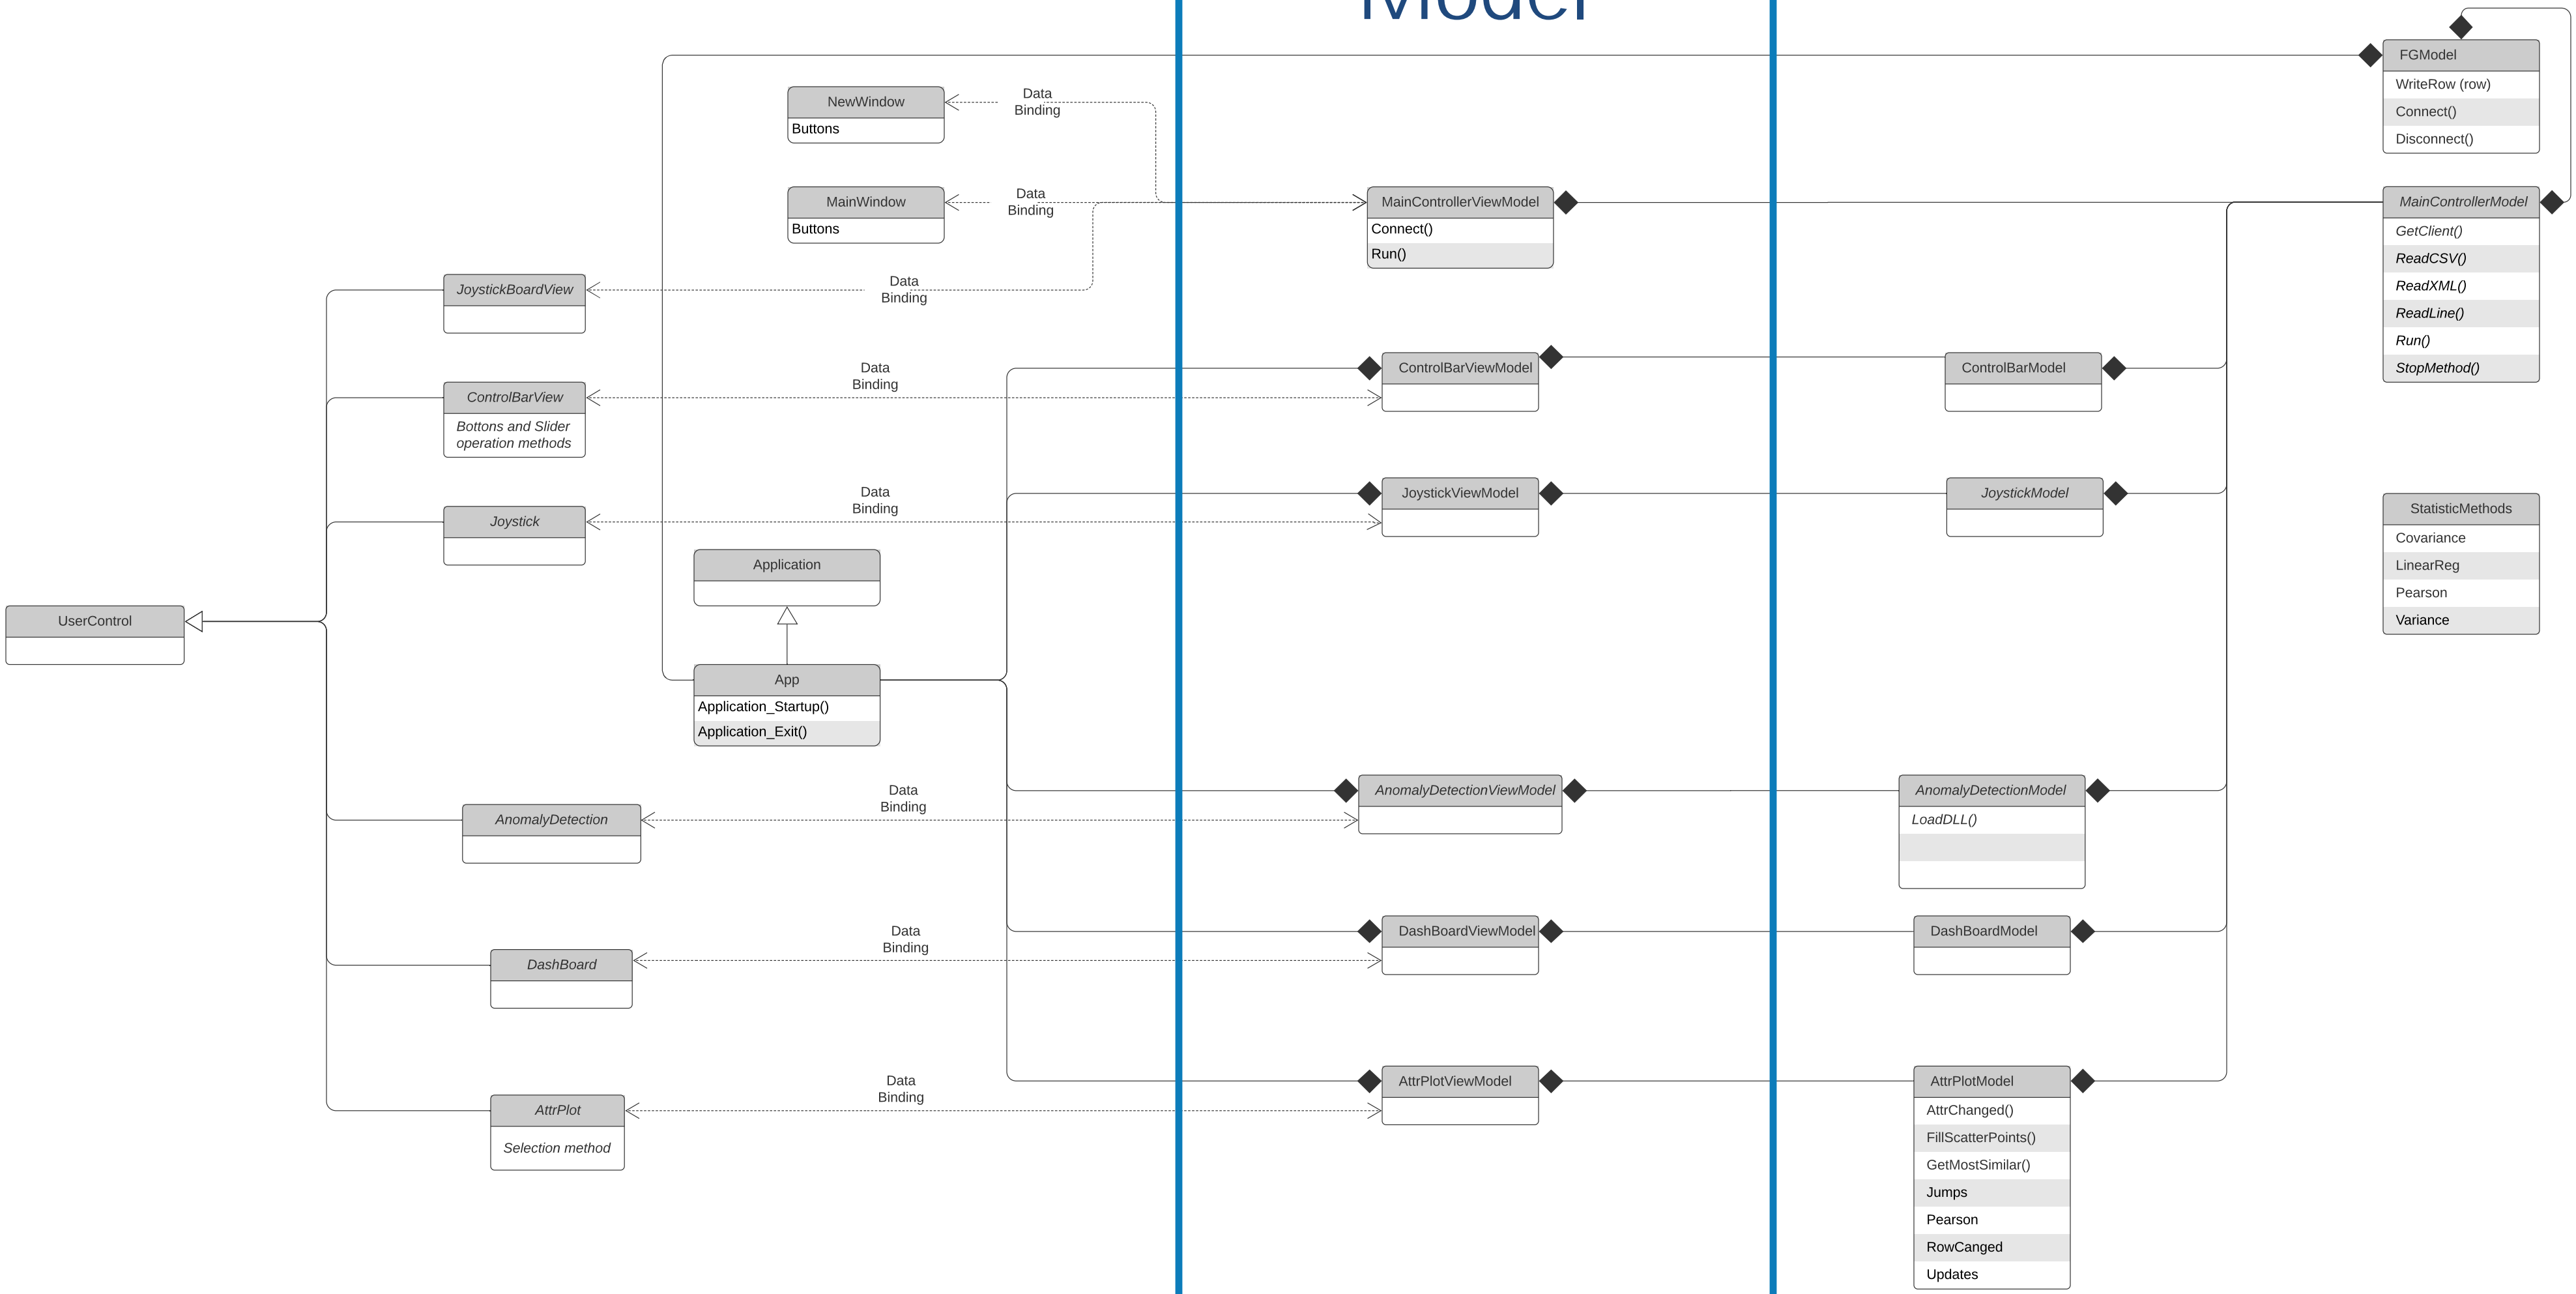 Model
FGModel
WriteRow (row)
Connect()
Disconnect()
NewWindow
Buttons
Data
Binding
MainWindow
Buttons
Data
Binding
MainControllerViewModel
Connect()
Run()
MainControllerModel
GetClient()
ReadCSV()
ReadXML()
ReadLine()
Run()
StopMethod()
JoystickBoardView
Data
Binding
ControlBarView
Bottons and Slider
operation methods
Data
Binding
ControlBarViewModel
ControlBarModel
Joystick
Data
Binding
JoystickViewModel
JoystickModel
StatisticMethods
Covariance
LinearReg
Pearson
Variance
Application
UserControl
App
Application_Startup()
Application_Exit()
AnomalyDetection
Data
Binding
AnomalyDetectionViewModel
AnomalyDetectionModel
LoadDLL()
DashBoard
Data
Binding
DashBoardViewModel
DashBoardModel
AttrPlot
Selection method
Data
Binding
AttrPlotViewModel
AttrPlotModel
AttrChanged()
FillScatterPoints()
GetMostSimilar()
Jumps
Pearson
RowCanged
Updates